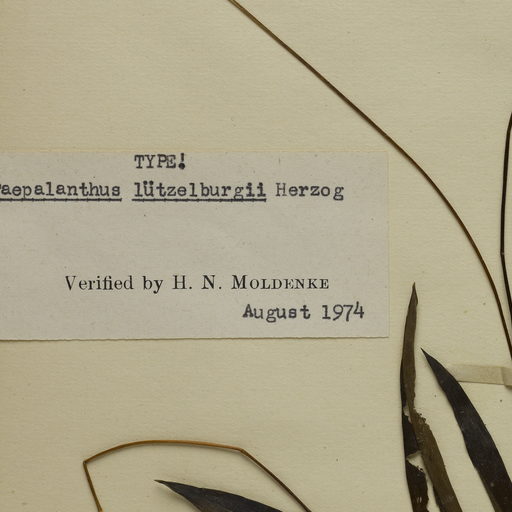 TYPE!
aepalanthus lützelburgii Herzog
Verified by H. N. MOLDENKE
August 1974